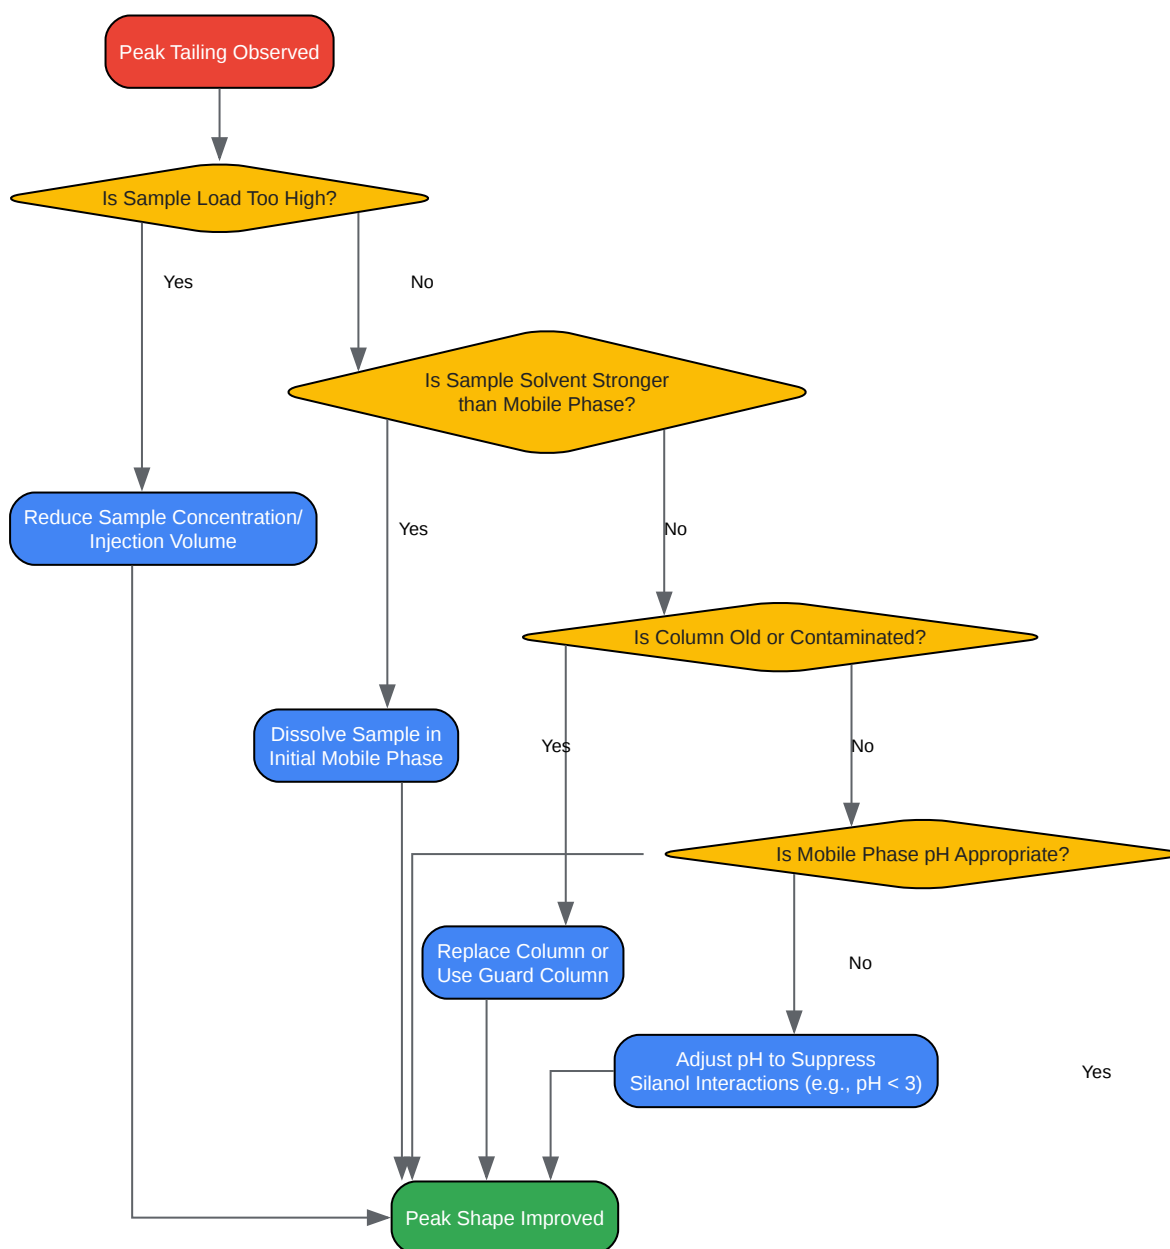 Peak Tailing Observed
Is Sample Load Too High?
Yes
No
Is Sample Solvent Stronger
than Mobile Phase?
Reduce Sample Concentration/
Injection Volume
Yes
No
Is Column Old or Contaminated?
Dissolve Sample in
Initial Mobile Phase
Yes
No
Is Mobile Phase pH Appropriate?
Replace Column or
Use Guard Column
No
Adjust pH to Suppress
Silanol Interactions (e.g., pH < 3)
Yes
Peak Shape Improved